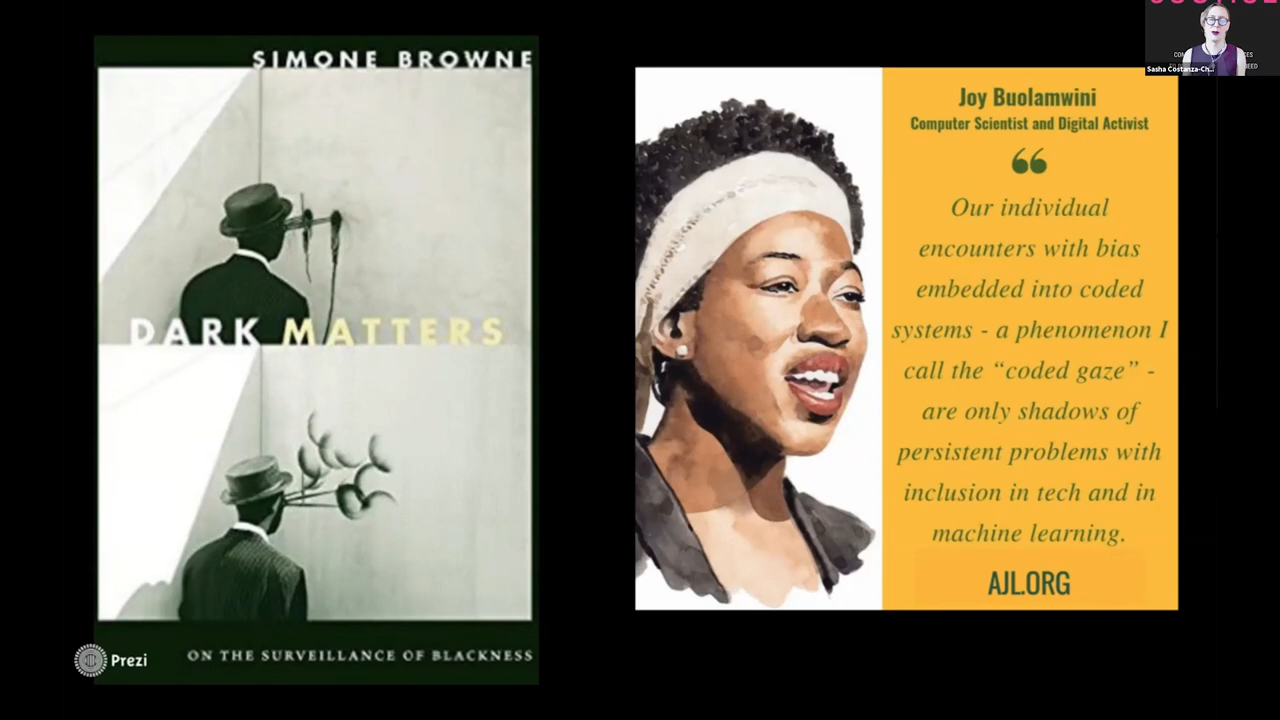 SIMONE BROWNE
DARK MATTERS
ON THE SURVEILLANCE OF BLACKNESS
Prezi
Joy Buolamwini
Computer Scientist and Digital Activist
“
Our individual
encounters with bias
embedded into coded
systems - a phenomenon I
call the “coded gaze” -
are only shadows of
persistent problems with
inclusion in tech and in
machine learning.
AJL.ORG
Sasha Costanza-Ch...